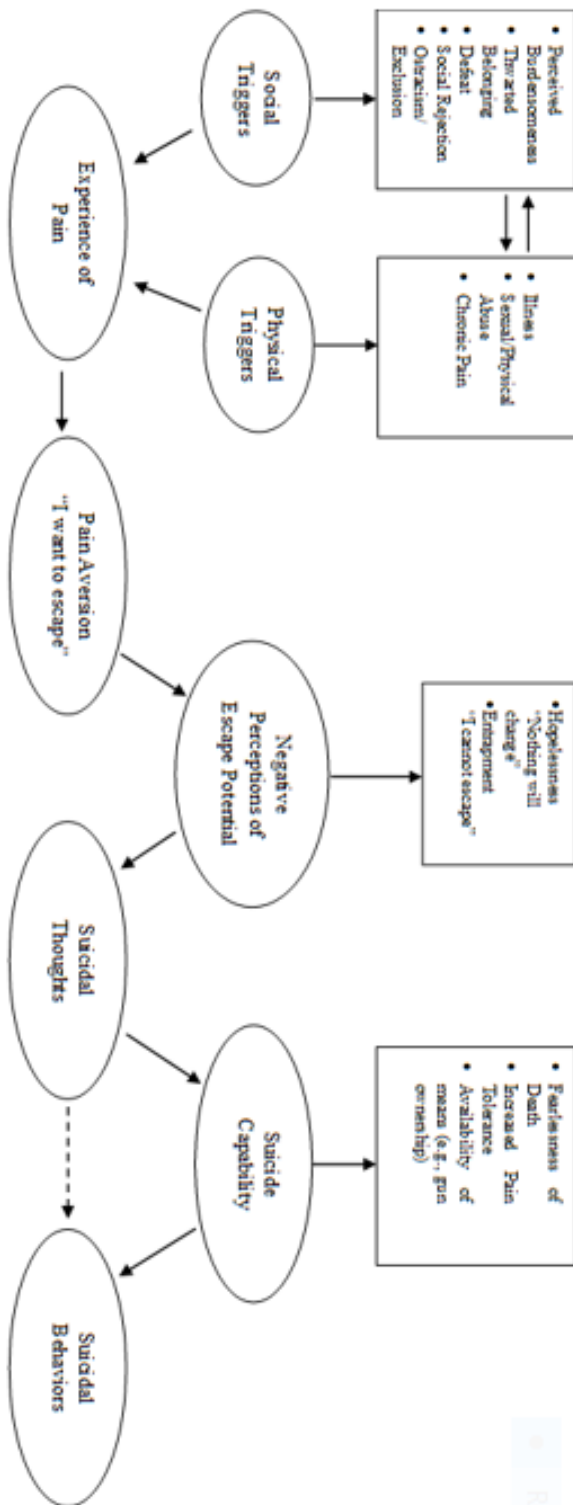 • Perceived
Burdensomeness
• Thwarted
Belonging
• Defeat
• Social Rejection
• Ostracism/
Exclusion
• Illness
• Sexual/Physical
Abuse
• Chronic Pain
• Hopelessness
“Nothing will
change”
• Entrapment
“I cannot escape”
• Fearlessness of
Death
• Increased Pain
Tolerance
• Availability of
means (e.g., gun
ownership)
Social
Triggers
Physical
Triggers
Negative
Perceptions of
Escape Potential
Suicide
Capability
Experience of
Pain
Pain Aversion
“I want to escape”
Suicidal
Thoughts
Suicidal
Behaviors